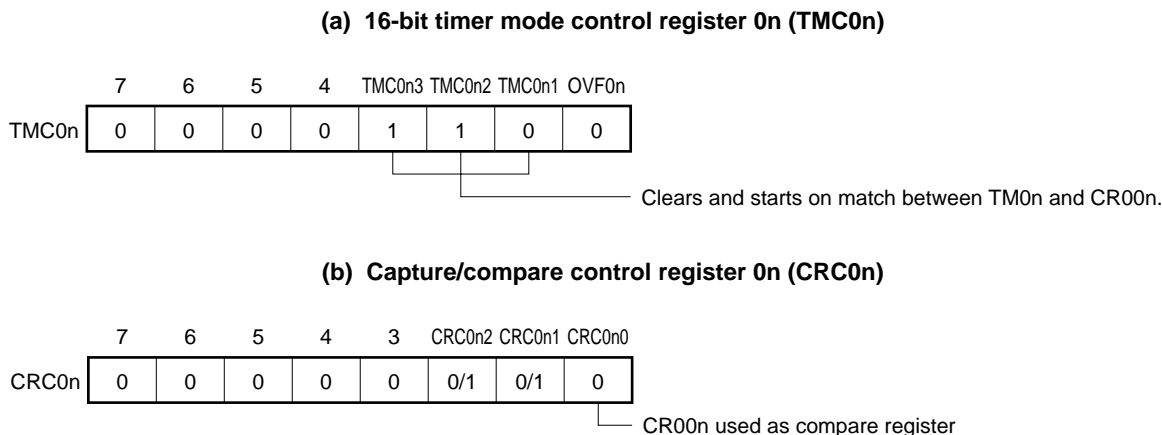 (a) 16-bit timer mode control register 0n (TMC0n)
7 6 5 4 TMC0n3 TMC0n2 TMC0n1 OVF0n
TMC0n 0 0 0 0 1 1 0 0
Clears and starts on match between TM0n and CR00n.
(b) Capture/compare control register 0n (CRC0n)
7 6 5 4 3 CRC0n2 CRC0n1 CRC0n0
CRC0n 0 0 0 0 0 0/1 0/1 0
CR00n used as compare register